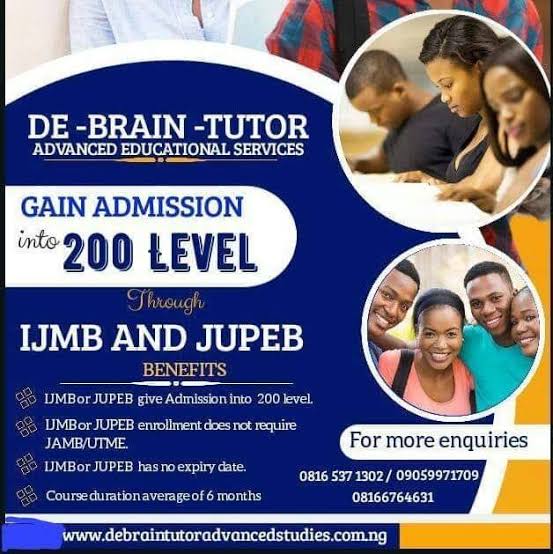 DE -BRAIN -TUTOR
ADVANCED EDUCATIONAL SERVICES
GAIN ADMISSION
into 200 LEVEL
Through
IJMB AND JUPEB
BENEFITS
IJMBor JUPEB give Admission into 200 level.
IJMBor JUPEB enrollment does not require
JAMB/UTME.
IJMBor JUPEB has no expiry date.
Course duration average of 6 months
For more enquiries
0816 537 1302 / 09059971709
08166764631
www.debraintutoradvancedstudies.com.ng